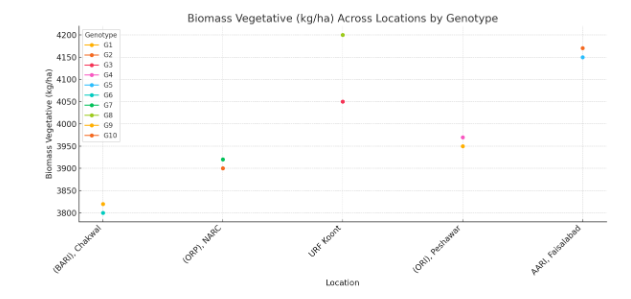 Biomass Vegetative (kg/ha) Across Locations by Genotype
Biomass Vegetative (kg/ha)
4200
4150
4100
4050
4000
3950
3900
3850
3800
Genotype
G1
G2
G3
G4
G5
G6
G7
G8
G9
G10
(BARI), Chakwal
(ORP), NARC
URF Koont
(ORI), Peshawar
AARI, Faisalabad
Location